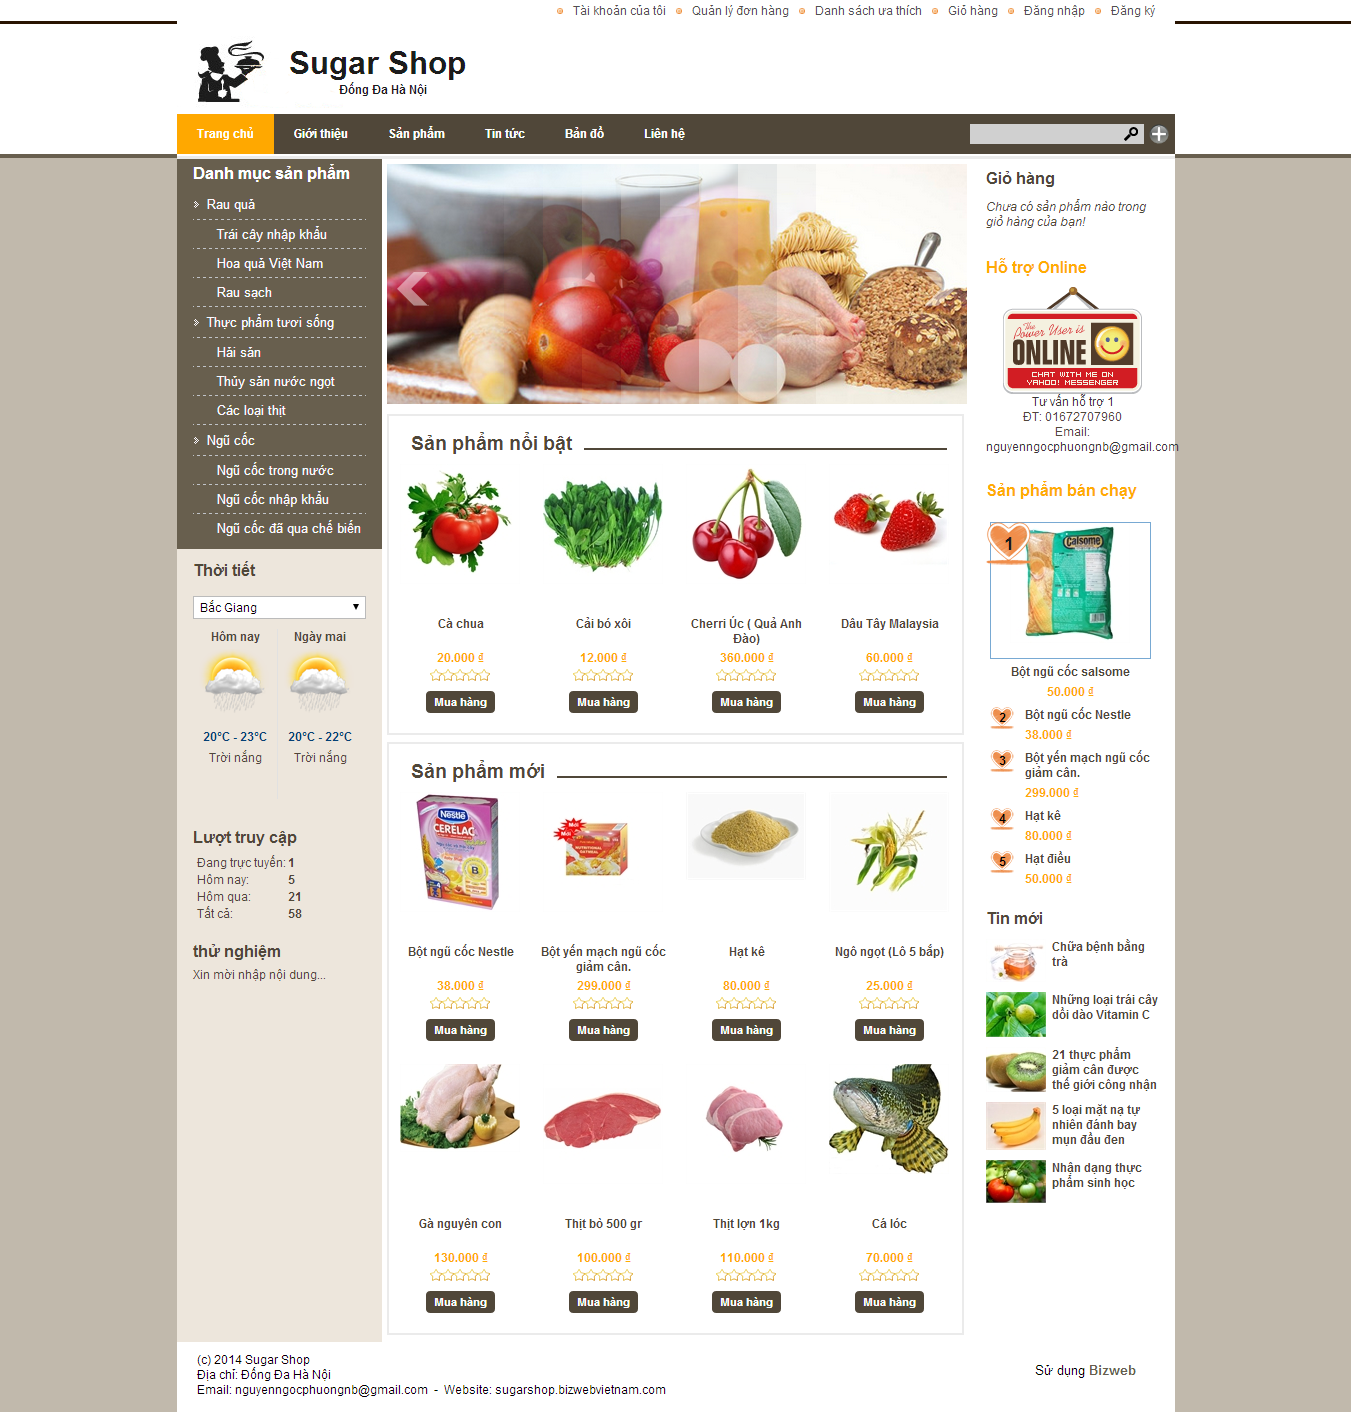 Tài khoản của tôi Quản lý đơn hàng Danh sách ưa thích Giỏ hàng Đăng nhập Đăng ký
Sugar Shop
Đống Đa Hà Nội
Trang chủ Giới thiệu Sản phẩm Tin tức Bản đồ Liên hệ
Danh mục sản phẩm
Rau quả
Trái cây nhập khẩu
Hoa quả Việt Nam
Rau sạch
Thực phẩm tươi sống
Hải sản
Thủy sản nước ngọt
Các loại thịt
Ngũ cốc
Ngũ cốc trong nước
Ngũ cốc nhập khẩu
Ngũ cốc đã qua chế biến
Thời tiết
Bắc Giang
Hôm nay Ngày mai
20°C - 23°C 20°C - 22°C
Trời nắng Trời nắng
Lượt truy cập
Đang trực tuyến: 1
Hôm nay: 5
Hôm qua: 21
Tất cả: 58
thử nghiệm
Xin mời nhập nội dung...
Sản phẩm nổi bật
Cà chua Cải bó xôi Cherri Úc ( Quả Anh Đào) Dâu Tây Malaysia
20.000 đ 12.000 đ 360.000 đ 60.000 đ
Mua hàng Mua hàng Mua hàng Mua hàng
Sản phẩm mới
Nestlé
CERELAC
B
Mới Mới
NUTRITIONAL
OATMEAL
Bột ngũ cốc Nestle Bột yến mạch ngũ cốc giảm cân. Hạt kê Ngô ngọt (Lô 5 bắp)
38.000 đ 299.000 đ 80.000 đ 25.000 đ
Mua hàng Mua hàng Mua hàng Mua hàng
Gà nguyên con Thịt bò 500 gr Thịt lợn 1kg Cá lóc
130.000 đ 100.000 đ 110.000 đ 70.000 đ
Mua hàng Mua hàng Mua hàng Mua hàng
Giỏ hàng
Chưa có sản phẩm nào trong
giỏ hàng của bạn!
Hỗ trợ Online
The
Power User is
ONLINE
CHAT WITH ME ON
YAHOO! MESSENGER
Tư vấn hỗ trợ 1
ĐT: 01672707960
Email:
nguyenngocphuongnb@gmail.com
Sản phẩm bán chạy
1
Calsome
Bột ngũ cốc salsome
50.000 đ
2 Bột ngũ cốc Nestle
38.000 đ
3 Bột yến mạch ngũ cốc
giảm cân.
299.000 đ
4 Hạt kê
80.000 đ
5 Hạt điều
50.000 đ
Tin mới
Chữa bệnh bằng
trà
Những loại trái cây
dồi dào Vitamin C
21 thực phẩm
giảm cân được
thế giới công nhận
5 loại mặt nạ tự
nhiên đánh bay
mụn đầu đen
Nhận dạng thực
phẩm sinh học
(c) 2014 Sugar Shop
Địa chỉ: Đống Đa Hà Nội
Email: nguyenngocphuongnb@gmail.com - Website: sugarshop.bizwebvietnam.com
Sử dụng Bizweb